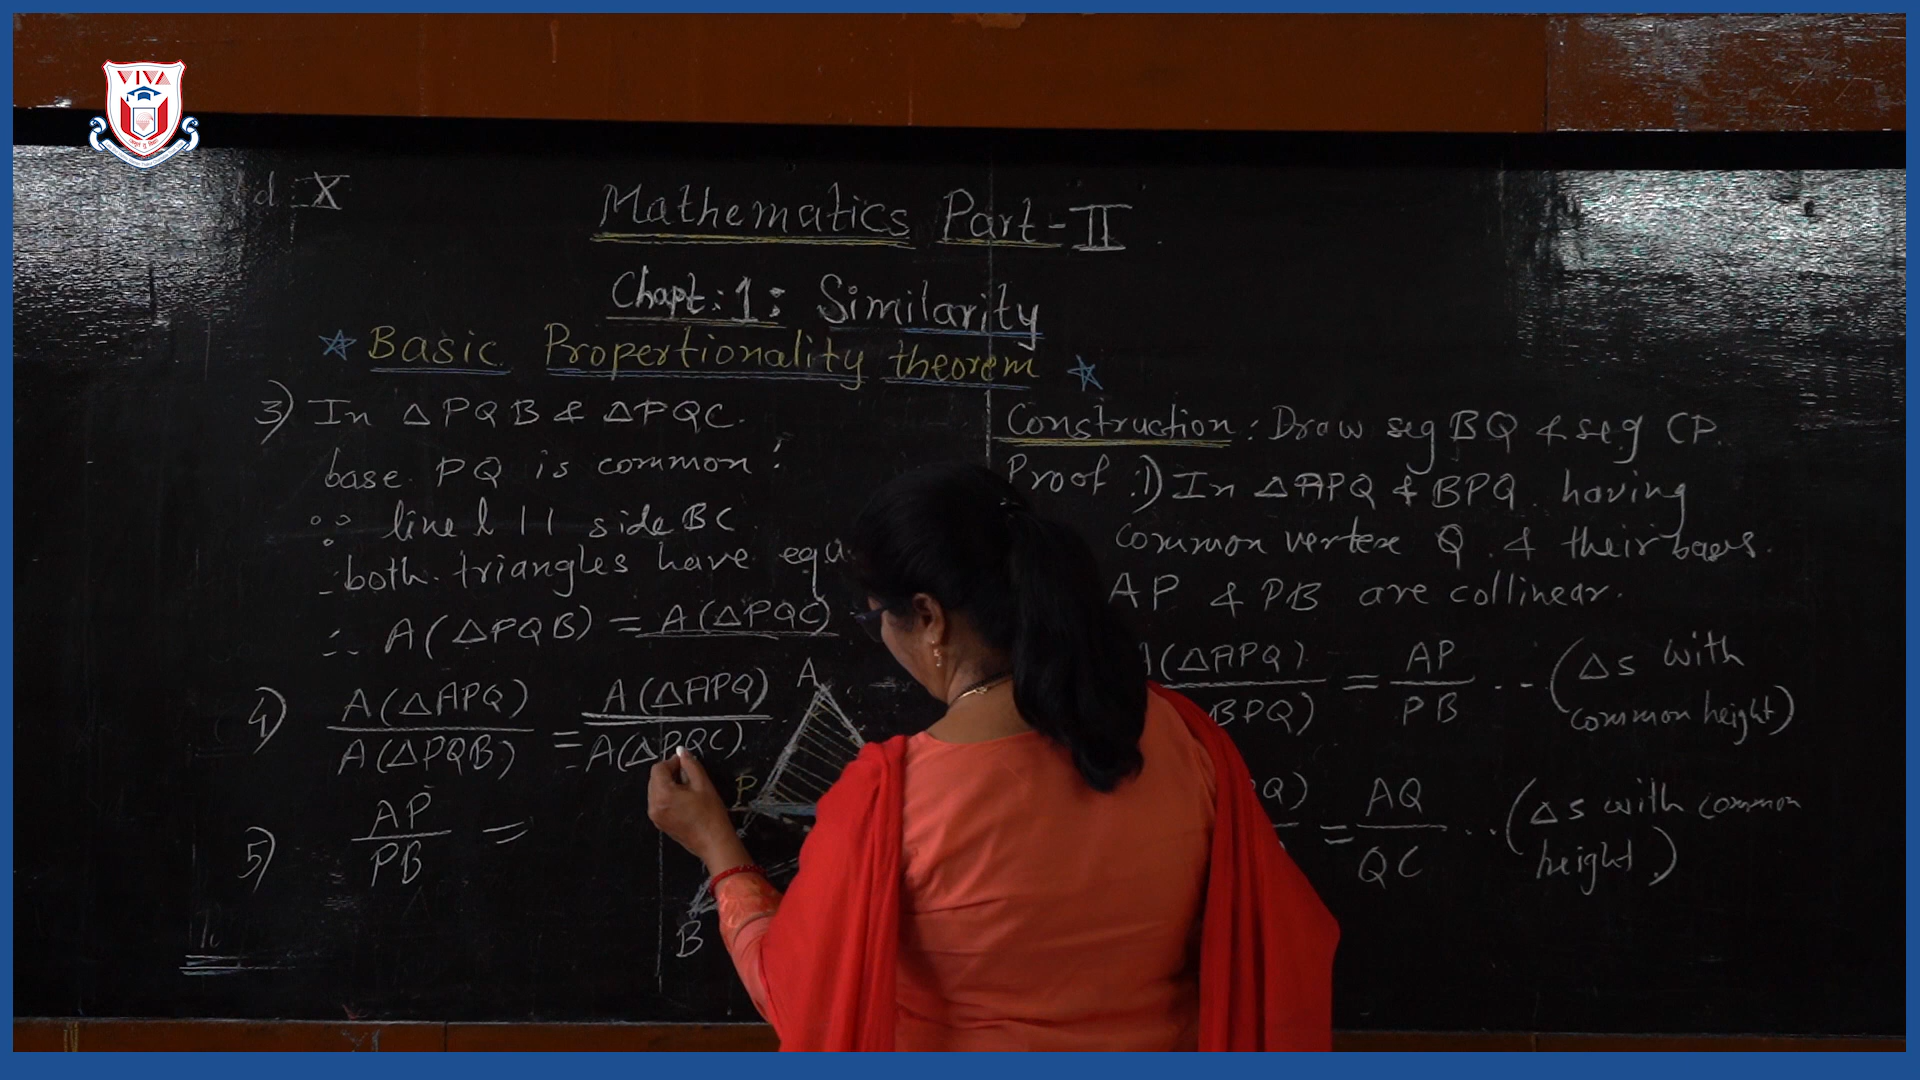 VIVA
d : X
Mathematics Part-II
Chapt: 1: Similarity
Basic Propertionality theorem
3) In △PQB & △PQC.
base PQ is common
∵ line l || side BC
both triangles have
∴ A(△PQB) = A(△PQC)
4) A(△APQ) / A(△PQB) = A(△APQ) / A(△PQC).
5) AP / PB =
A
P
B
Construction: Draw seg BQ & seg CP.
Proof :1) In △APQ & BPQ having
common vertex Q & their bases.
AP & PB are collinear.
(△APQ) / BPQ) = AP / PB .. (△s with
common height)
Q) = AQ / QC .. (△s with common
height.)